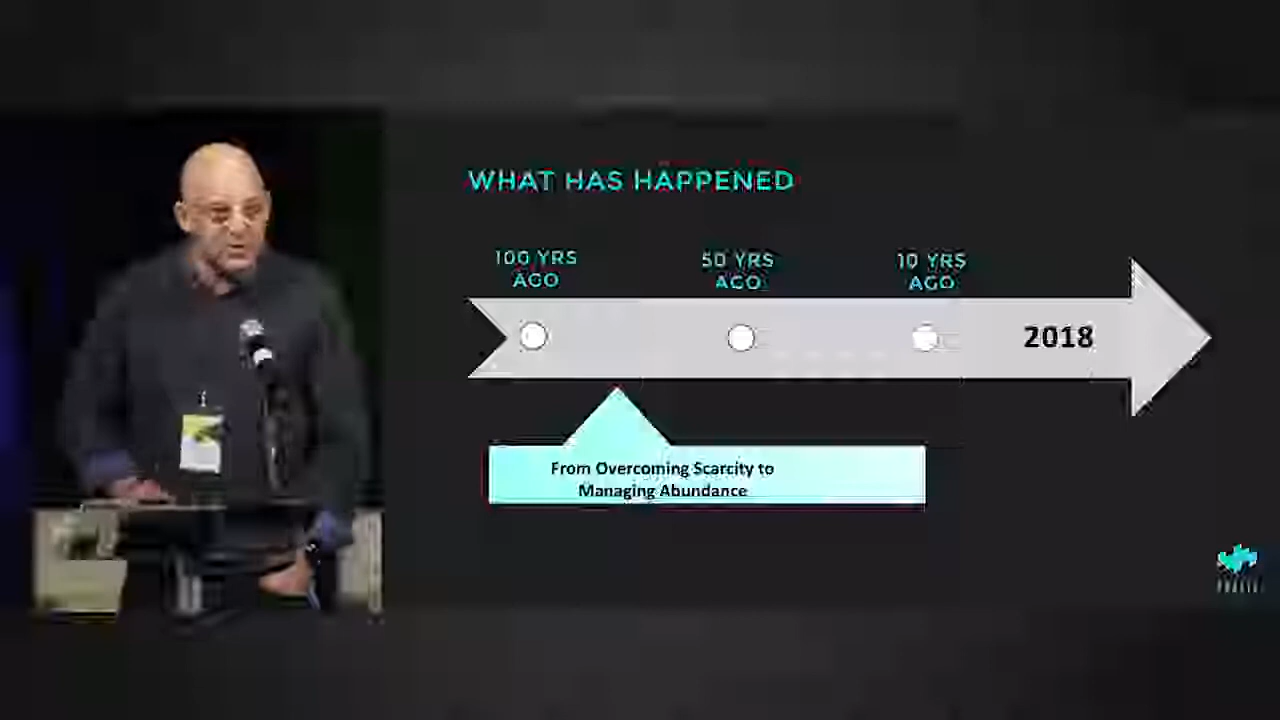 WHAT HAS HAPPENED
100 YRS
AGO
50 YRS
AGO
10 YRS
AGO
2018
From Overcoming Scarcity to
Managing Abundance